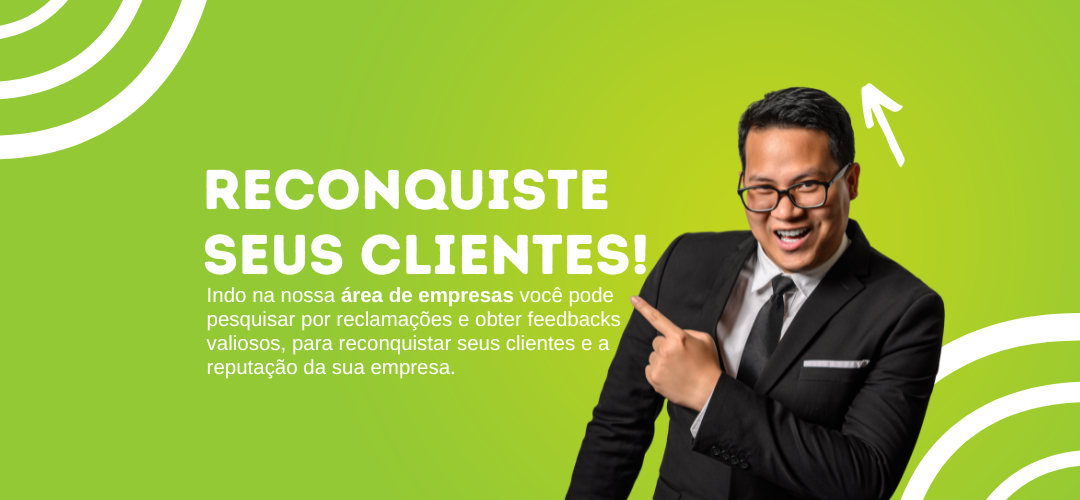 RECONQUISTE
SEUS CLIENTES!
Indo na nossa área de empresas você pode
pesquisar por reclamações e obter feedbacks
valiosos, para reconquistar seus clientes e a
reputação da sua empresa.